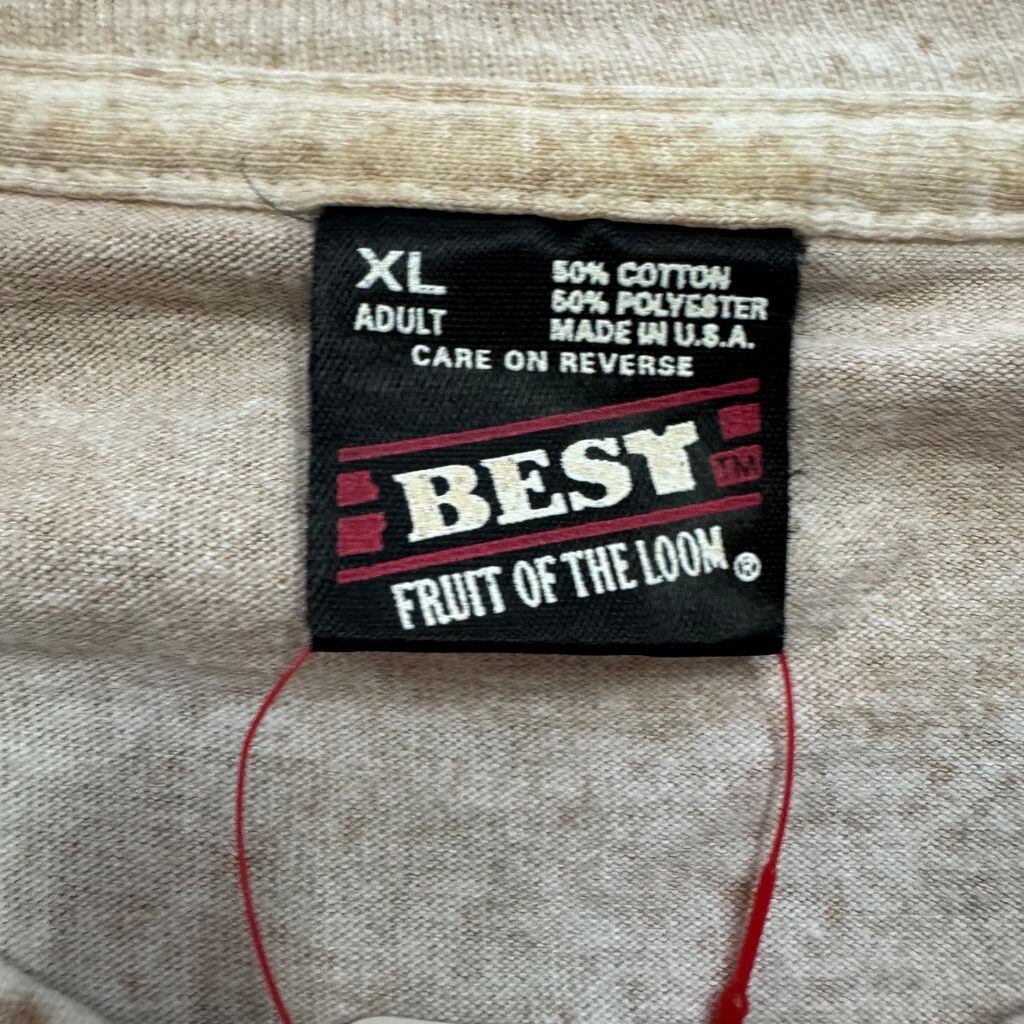 XL
ADULT
50% COTTON
50% POLYESTER
MADE IN U.S.A.
CARE ON REVERSE
BEST TM
FRUIT OF THE LOOM ®